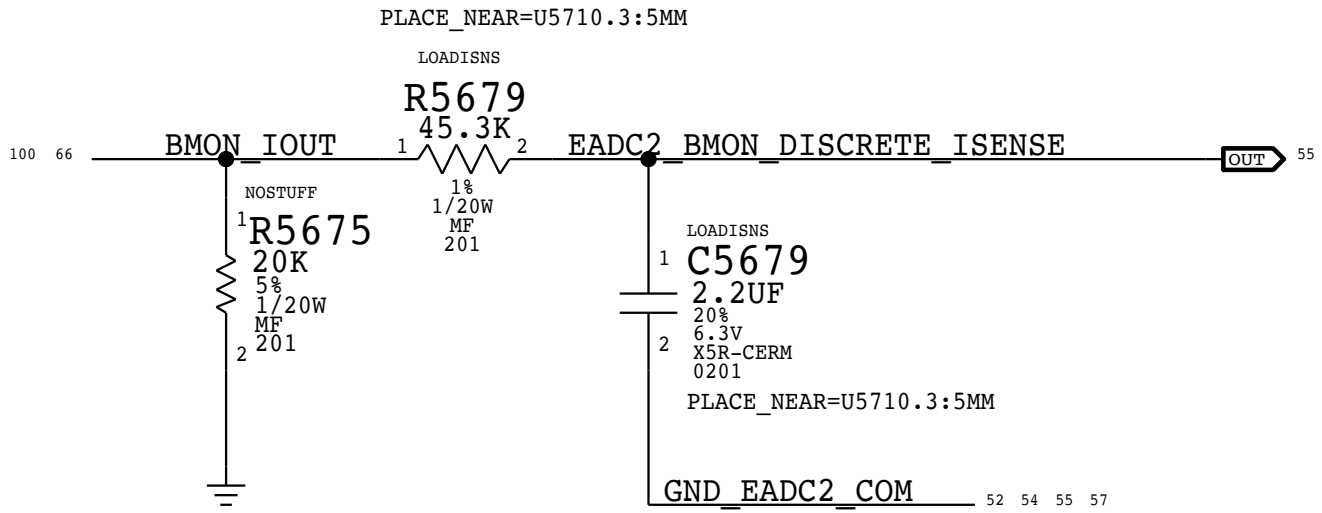 PLACE_NEAR=U5710.3:5MM
LOADISNS
R5679
45.3K
100 66 BMON_IOUT 1 2 EADC2_BMON_DISCRETE_ISENSE OUT 55
1%
1/20W
MF
201
NOSTUFF
1 R5675
20K
5%
1/20W
MF
201
2
LOADISNS
1 C5679
2.2UF
20%
6.3V
2 X5R-CERM
0201
PLACE_NEAR=U5710.3:5MM
GND_EADC2_COM 52 54 55 57